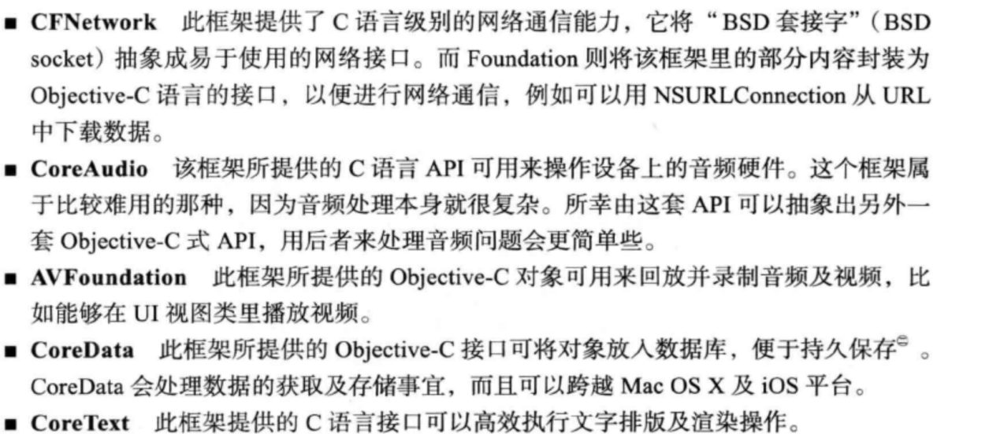 ■ CFNetwork 此框架提供了 C 语言级别的网络通信能力，它将“BSD 套接字”（BSD
socket）抽象成易于使用的网络接口。而 Foundation 则将该框架里的部分内容封装为
Objective-C 语言的接口，以便进行网络通信，例如可以用 NSURLConnection 从 URL
中下载数据。
■ CoreAudio 该框架所提供的 C 语言 API 可用来操作设备上的音频硬件。这个框架属
于比较难用的那种，因为音频处理本身就很复杂。所幸由这套 API 可以抽象出另外一
套 Objective-C 式 API，用后者来处理音频问题会更简单些。
■ AVFoundation 此框架所提供的 Objective-C 对象可用来回放并录制音频及视频，比
如能够在 UI 视图类里播放视频。
■ CoreData 此框架所提供的 Objective-C 接口可将对象放入数据库，便于持久保存㊁。
CoreData 会处理数据的获取及存储事宜，而且可以跨越 Mac OS X 及 iOS 平台。
■ CoreText 此框架提供的 C 语言接口可以高效执行文字排版及渲染操作。